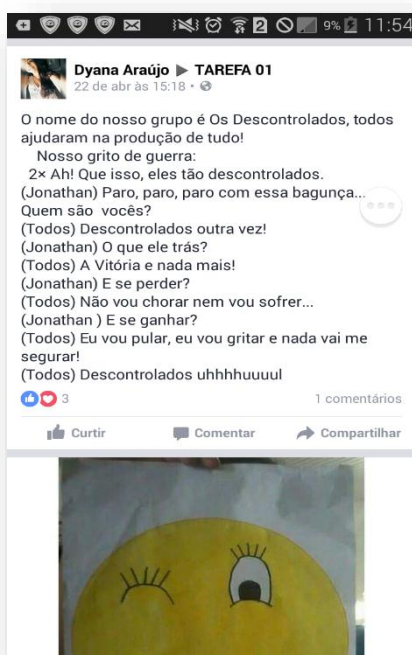 2 9% 11:54
Dyana Araújo ▶ TAREFA 01
22 de abr às 15:18 •
O nome do nosso grupo é Os Descontrolados, todos
ajudaram na produção de tudo!
Nosso grito de guerra:
2× Ah! Que isso, eles tão descontrolados.
(Jonathan) Paro, paro, paro com essa bagunça...
Quem são vocês?
(Todos) Descontrolados outra vez!
(Jonathan) O que ele trás?
(Todos) A Vitória e nada mais!
(Jonathan) E se perder?
(Todos) Não vou chorar nem vou sofrer...
(Jonathan ) E se ganhar?
(Todos) Eu vou pular, eu vou gritar e nada vai me
segurar!
(Todos) Descontrolados uhhhhuuuul
3 1 comentários
Curtir Comentar Compartilhar